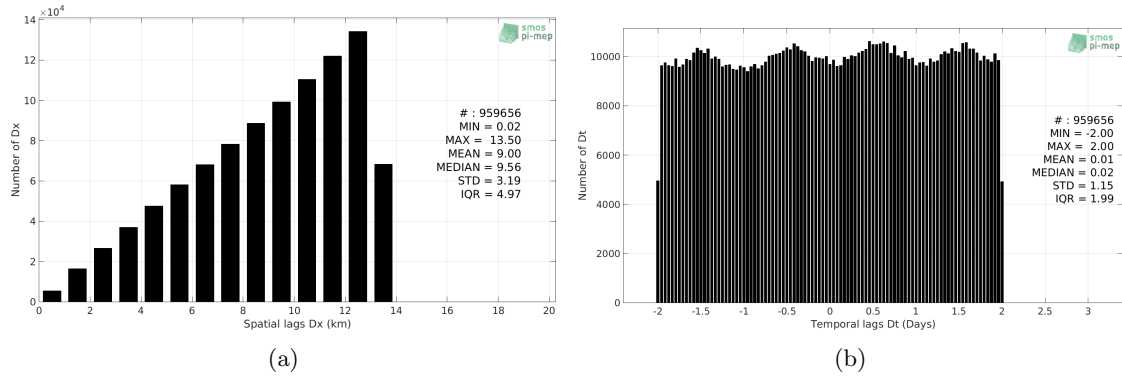 ×10⁴
14
12
10
8
6
4
2
0
Number of Dx
smos
pi-mep
# : 959656
MIN = 0.02
MAX = 13.50
MEAN = 9.00
MEDIAN = 9.56
STD = 3.19
IQR = 4.97
0 2 4 6 8 10 12 14 16 18 20
Spatial lags Dx (km)
(a)
10000
8000
6000
4000
2000
0
Number of Dt
smos
pi-mep
# : 959656
MIN = -2.00
MAX = 2.00
MEAN = 0.01
MEDIAN = 0.02
STD = 1.15
IQR = 1.99
-2 -1.5 -1 -0.5 0 0.5 1 1.5 2 2.5 3
Temporal lags Dt (Days)
(b)